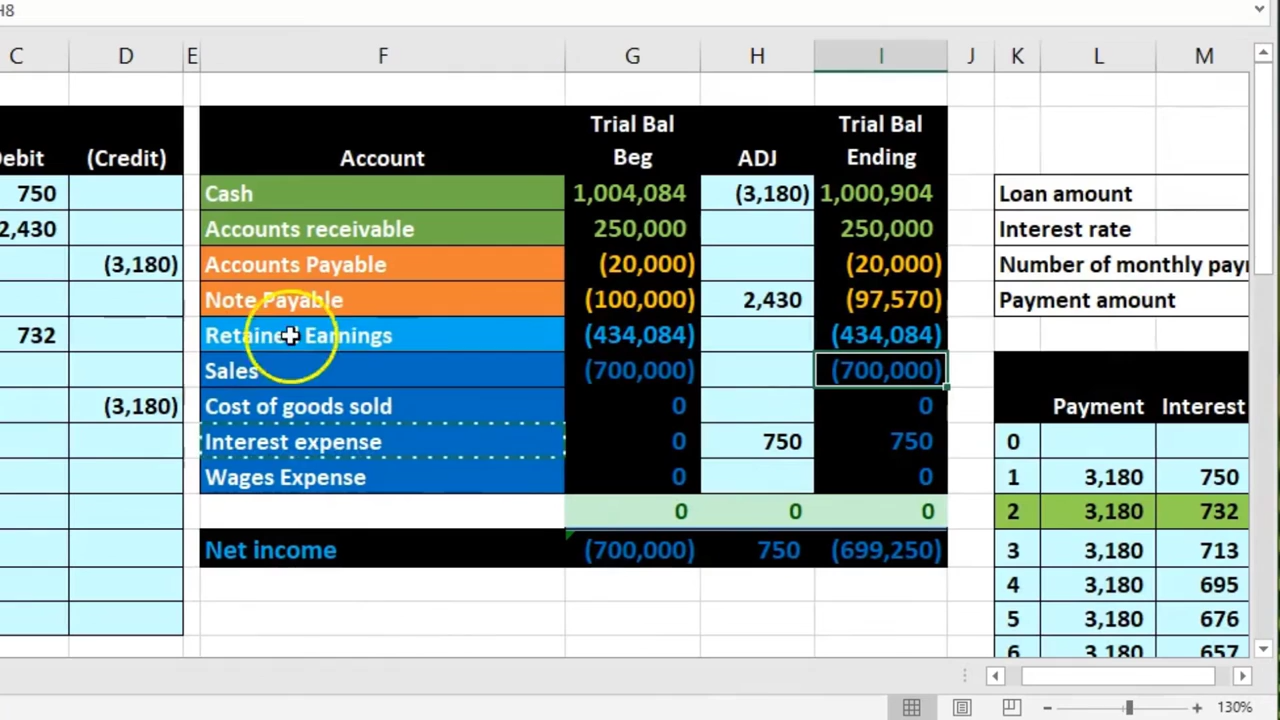 H8
C D E F G H I J K L M
Debit (Credit) Account Trial Bal Beg ADJ Trial Bal Ending
750 Cash 1,004,084 (3,180) 1,000,904 Loan amount
2,430 Accounts receivable 250,000 250,000 Interest rate
(3,180) Accounts Payable (20,000) (20,000) Number of monthly paym
Note Payable (100,000) 2,430 (97,570) Payment amount
732 Retained Earnings (434,084) (434,084)
Sales (700,000) (700,000)
(3,180) Cost of goods sold 0 0 Payment Interest
Interest expense 0 750 750 0
Wages Expense 0 0 1 3,180 750
0 0 0 2 3,180 732
Net income (700,000) 750 (699,250) 3 3,180 713
4 3,180 695
5 3,180 676
6 3,180 657
130%